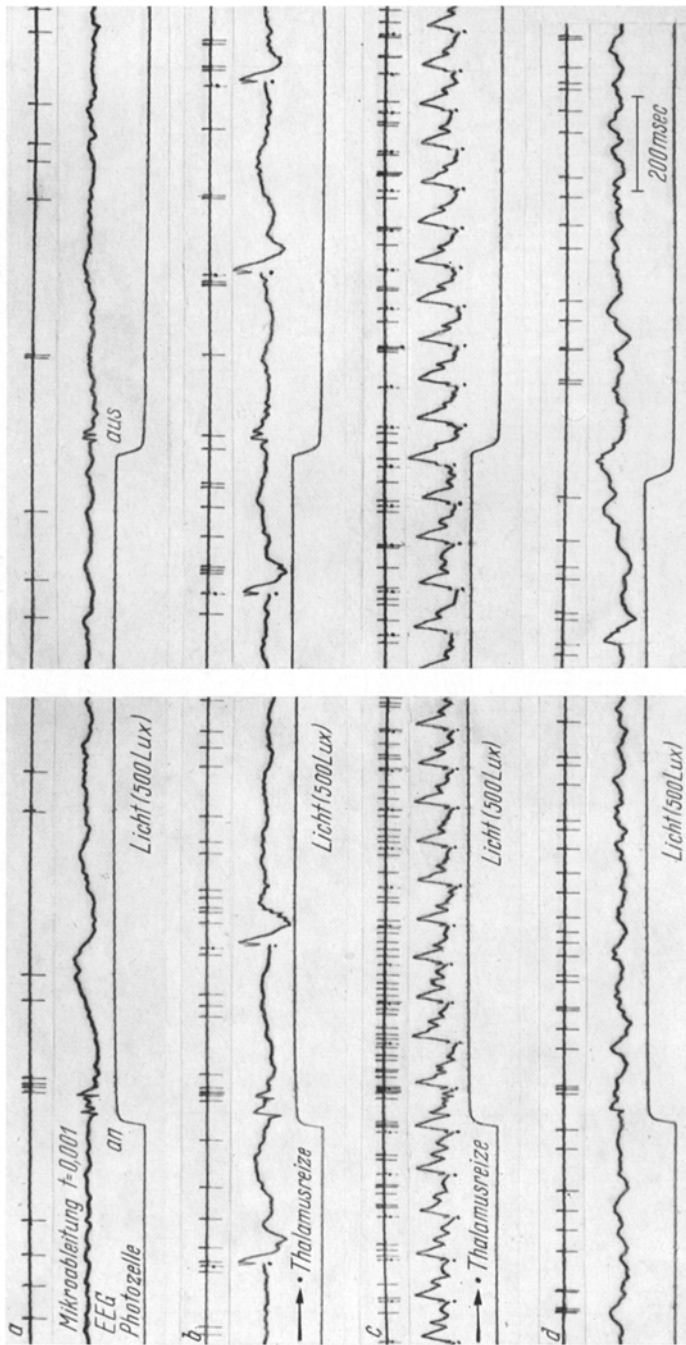 a
Mikroableitung t=0,001
EEG
Photozelle
an
Licht (500 Lux)
aus
b
Thalamusreize
Licht (500 Lux)
c
Thalamusreize
Licht (500 Lux)
d
Licht (500 Lux)
200 msec